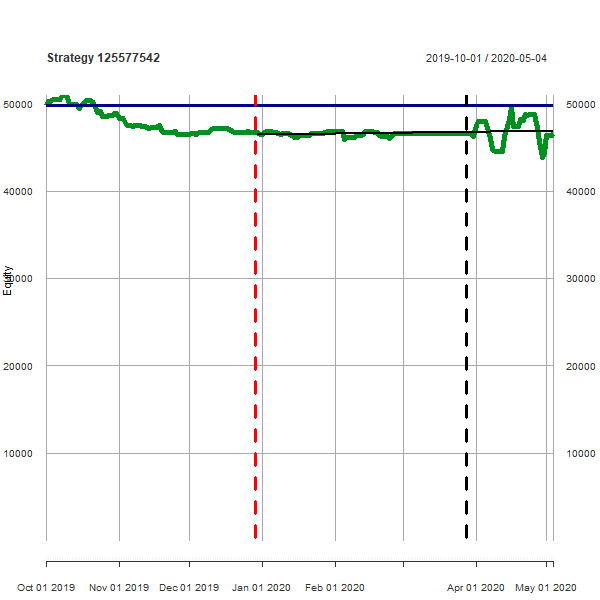 Strategy 125577542
2019-10-01 / 2020-05-04
50000 50000
40000 40000
30000 30000
Equity
20000 20000
10000 10000
Oct 01 2019 Nov 01 2019 Dec 01 2019 Jan 01 2020 Feb 01 2020 Apr 01 2020 May 01 2020